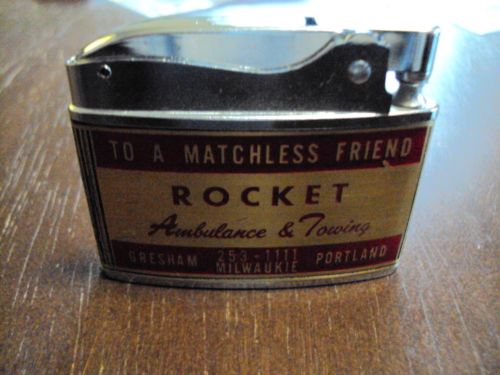 TO A MATCHLESS FRIEND
ROCKET
Ambulance & Towing
253-1111
GRESHAM MILWAUKIE PORTLAND